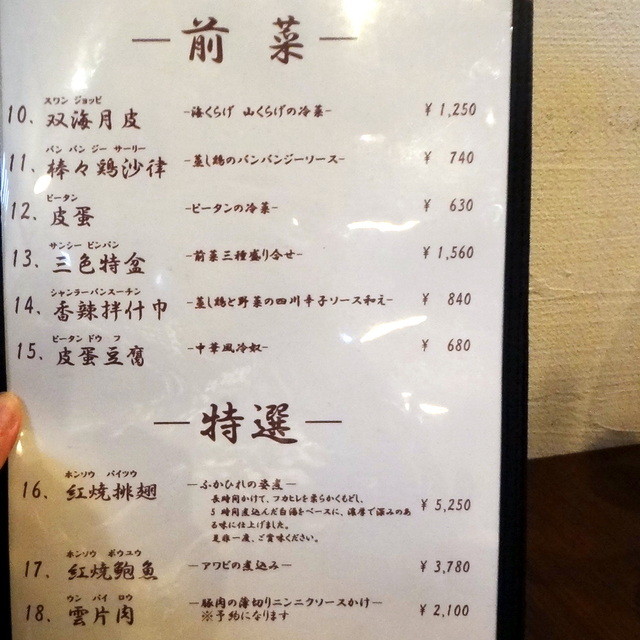 ― 前 菜 ―
スワン ジョッピ
10、双海月皮 -海くらげ 山くらげの冷菜- ￥1,250
バン バン ジー サーリー
11、棒々鶏沙律 -蒸し鶏のバンバンジーソース- ￥ 740
ピータン
12、皮蛋 -ピータンの冷菜- ￥ 630
サンシー ピンパン
13、三色特盆 -前菜三種盛り合せ- ￥1,560
シャンラーバンスーチン
14、香辣拌什巾 -蒸し鶏と野菜の四川辛子ソース和え- ￥ 840
ピータン ドウ フ
15、皮蛋豆腐 -中華風冷奴- ￥ 680
― 特選 ―
ホンソウ パイツウ
16、紅焼排翅 ―ふかひれの姿煮― ￥5,250
長時間かけて、フカヒレを柔らかくもどし、
5時間煮込んだ白湯をベースに、濃厚で深みのあ
る味に仕上げました。
是非一度、ご賞味ください。
ホンソウ ボウユウ
17、紅焼鮑魚 ―アワビの煮込み― ￥3,780
ウン パイ ロウ
18、雲片肉 ―豚肉の薄切りニンニクソースかけ― ￥2,100
※予約になります